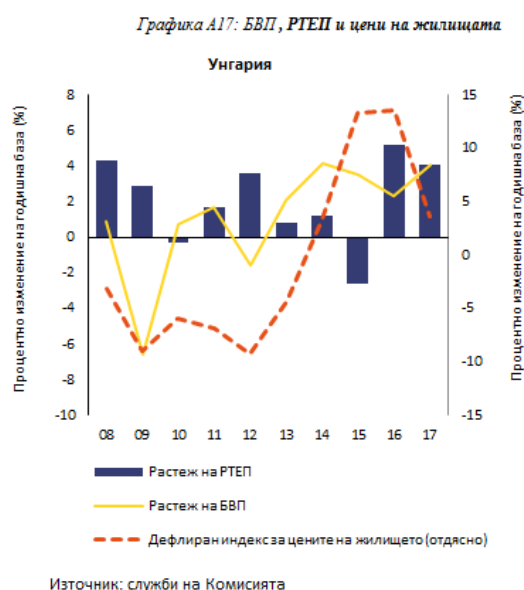 Графика А17: БВП , РТЕП и цени на жилищата
Унгария
Процентно изменение на годишна база (%)
8
6
4
2
0
-2
-4
-6
-8
-10
15
10
5
0
-5
-10
-15
Процентно изменение на годишна база (%)
08 09 10 11 12 13 14 15 16 17
Растеж на РТЕП
Растеж на БВП
Дефлиран индекс за цените на жилището (отдясно)
Източник: служби на Комисията